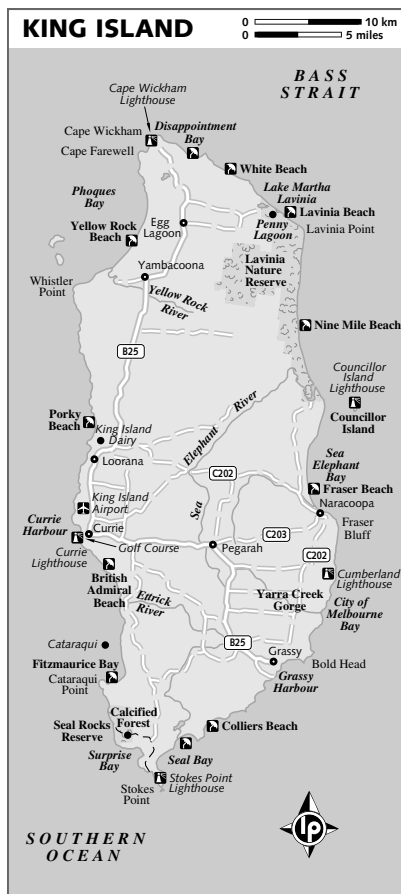 KING ISLAND
0 10 km
0 5 miles
BASS
STRAIT
Cape Wickham
Lighthouse
Cape Wickham
Cape Farewell
Disappointment
Bay
White Beach
Lake Martha
Lavinia
Lavinia Beach
Phoques
Bay
Egg
Lagoon
Penny
Lagoon
Lavinia Point
Yellow Rock
Beach
Lavinia
Nature
Reserve
Yambacoona
Whistler
Point
Yellow Rock
River
Nine Mile Beach
B25
Councillor
Island
Lighthouse
Councillor
Island
Porky
Beach
King Island
Dairy
Elephant River
Sea
Loorana
C202
Sea
Elephant
Bay
Fraser Beach
King Island
Airport
Naracoopa
Currie
Harbour
Currie
C203
Fraser
Bluff
Golf Course
Pegarah
C202
Currie
Lighthouse
British
Admiral
Beach
Ettrick
River
Cumberland
Lighthouse
Yarra Creek
Gorge
City of
Melbourne
Bay
B25
Cataraqui
Grassy
Bold Head
Fitzmaurice Bay
Cataraqui
Point
Grassy
Harbour
Calcified
Forest
Seal Rocks
Reserve
Colliers Beach
Surprise
Bay
Seal Bay
Stokes Point
Lighthouse
Stokes
Point
lp
SOUTHERN
OCEAN